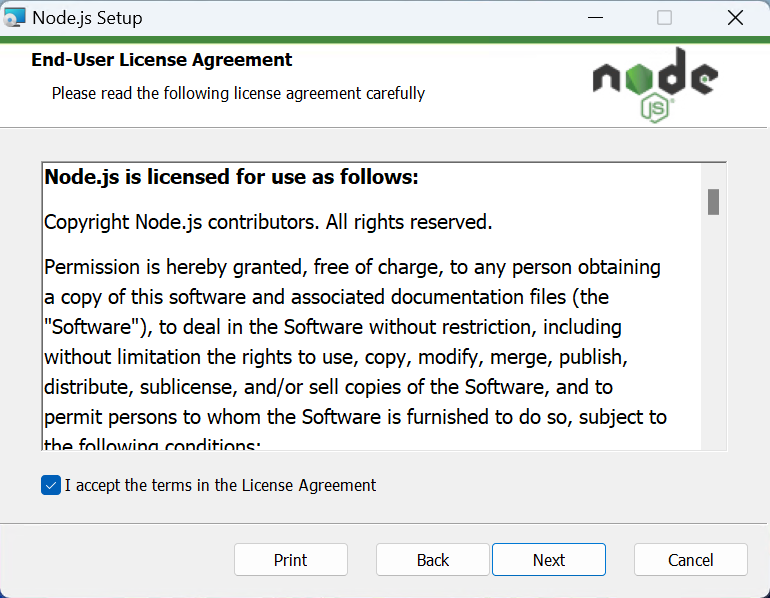 Node.js Setup
End-User License Agreement
Please read the following license agreement carefully
node
JS
Node.js is licensed for use as follows:
Copyright Node.js contributors. All rights reserved.
Permission is hereby granted, free of charge, to any person obtaining
a copy of this software and associated documentation files (the
"Software"), to deal in the Software without restriction, including
without limitation the rights to use, copy, modify, merge, publish,
distribute, sublicense, and/or sell copies of the Software, and to
permit persons to whom the Software is furnished to do so, subject to
the following conditions:
I accept the terms in the License Agreement
Print
Back
Next
Cancel